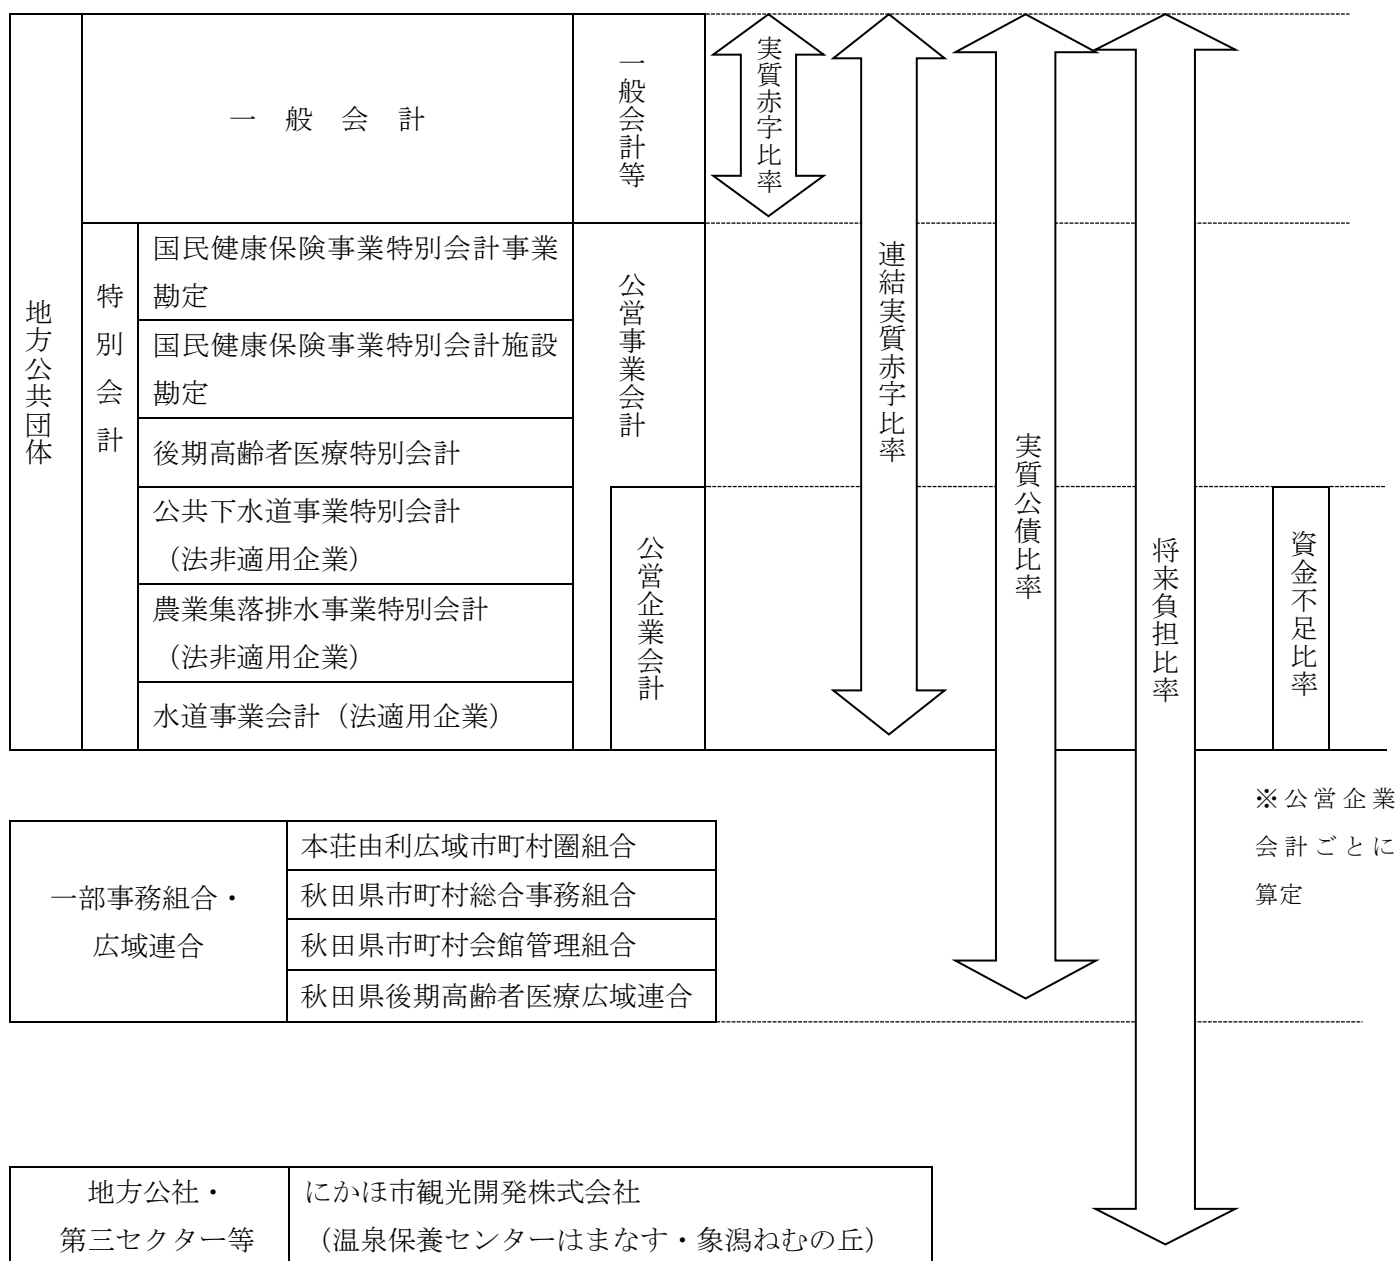 地方公共団体
一般会計
一般会計等
実質赤字比率
連結実質赤字比率
実質公債比率
将来負担比率
特別会計
国民健康保険事業特別会計事業
勘定
国民健康保険事業特別会計施設
勘定
後期高齢者医療特別会計
公営事業会計
公共下水道事業特別会計
（法非適用企業）
農業集落排水事業特別会計
（法非適用企業）
水道事業会計（法適用企業）
公営企業会計
資金不足比率
※公営企業
会計ごとに
算定
一部事務組合・
広域連合
本荘由利広域市町村圏組合
秋田県市町村総合事務組合
秋田県市町村会館管理組合
秋田県後期高齢者医療広域連合
地方公社・
第三セクター等
にかほ市観光開発株式会社
（温泉保養センターはまなす・象潟ねむの丘）